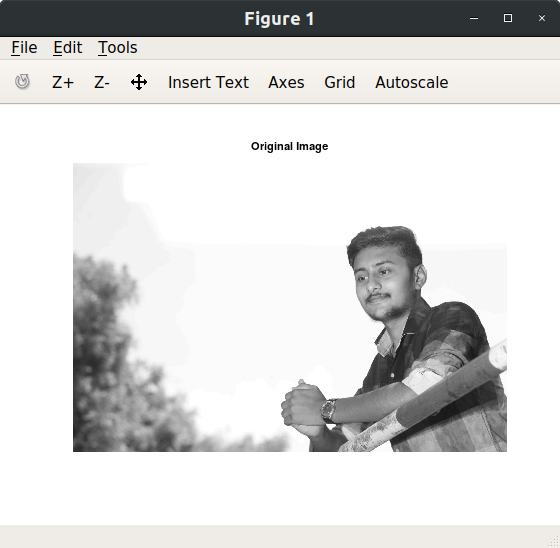 Figure 1
File Edit Tools
Z+ Z- Insert Text Axes Grid Autoscale
Original Image